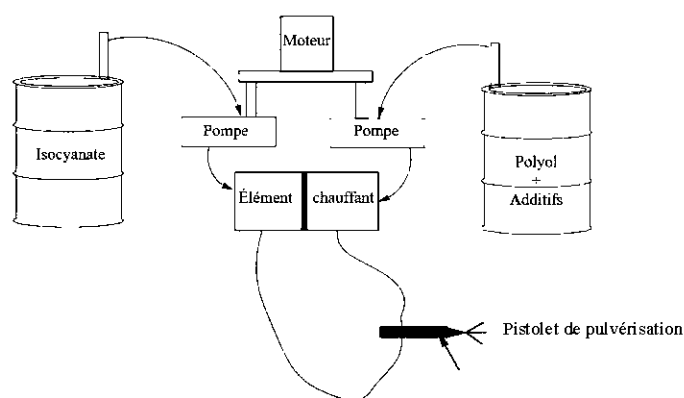 Moteur
Pompe
Pompe
Isocyanate
Polyol
+
Additifs
Élément
chauffant
Pistolet de pulvérisation